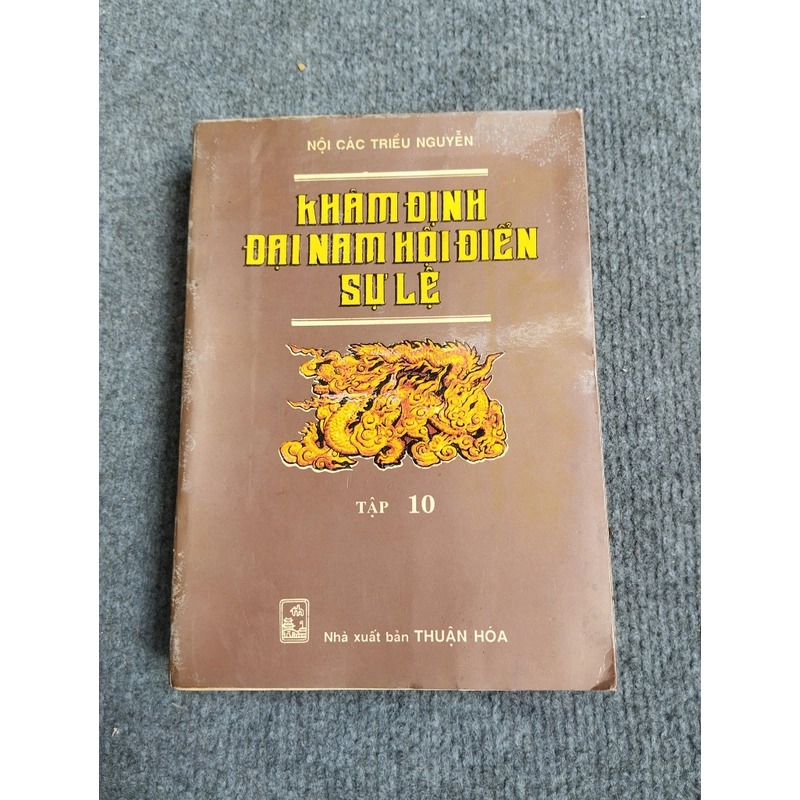 NỘI CÁC TRIỀU NGUYỄN
KHÂM ĐỊNH
ĐẠI NAM HỘI ĐIỂN
SỰ LỆ
TẬP 10
Nhà xuất bản THUẬN HÓA